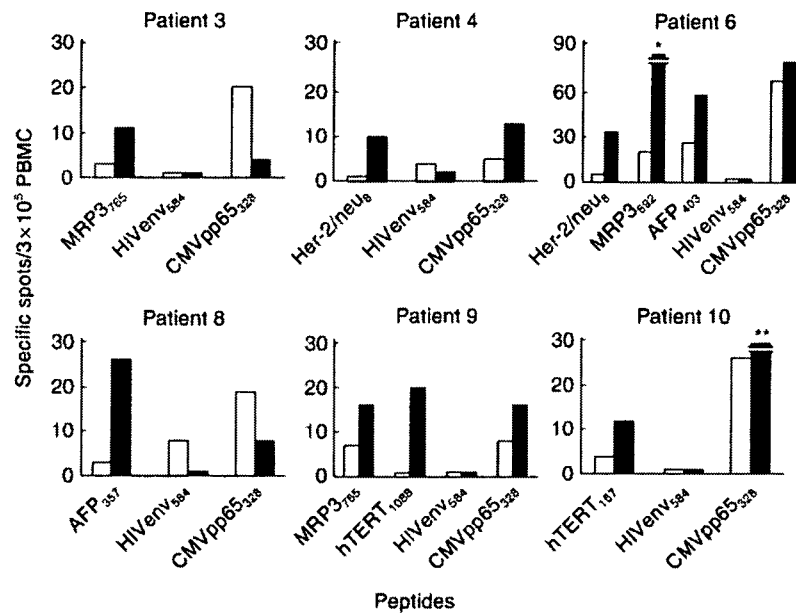 Patient 3
Patient 4
Patient 6
30
20
10
0
MRP3₇₆₅
HIVenv₅₈₄
CMVpp65₃₂₈
30
20
10
0
Her-2/neu₈
HIVenv₅₈₄
CMVpp65₃₂₈
90
60
30
0
*
Her-2/neu₈
MRP3₆₉₂
AFP₄₀₃
HIVenv₅₈₄
CMVpp65₃₂₈
Specific spots/3×10⁵ PBMC
Patient 8
Patient 9
Patient 10
30
20
10
0
AFP₃₅₇
HIVenv₅₈₄
CMVpp65₃₂₈
30
20
10
0
MRP3₇₆₅
hTERT₁₀₈₈
HIVenv₅₈₄
CMVpp65₃₂₈
30
20
10
0
**
hTERT₁₆₇
HIVenv₅₈₄
CMVpp65₃₂₈
Peptides